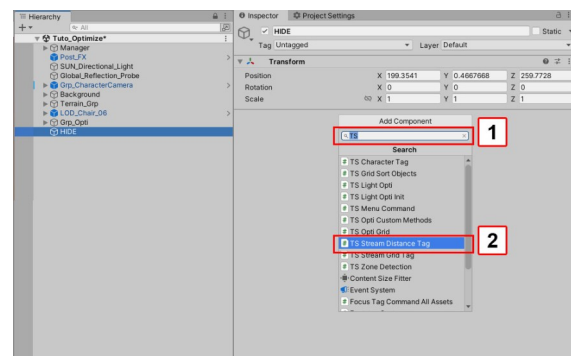 Hierarchy
All
Tuto_Optimize*
Manager
Post_FX
SUN_Directional_Light
Global_Reflection_Probe
Grp_CharacterCamera
Background
Terrain_Grp
LOD_Chair_06
Grp_Opti
HIDE
Inspector Project Settings
HIDE Static
Tag Untagged Layer Default
Transform
Position X 199.3541 Y 0.4667668 Z 259.7728
Rotation X 0 Y 0 Z 0
Scale X 1 Y 1 Z 1
Add Component
TS 1
Search
TS Character Tag
TS Grid Sort Objects
TS Light Opti
TS Light Opti Init
TS Menu Command
TS Opti Custom Methods
TS Opti Grid
TS Stream Distance Tag 2
TS Stream Grid Tag
TS Zone Detection
Content Size Fitter
Event System
Focus Tag Command All Assets